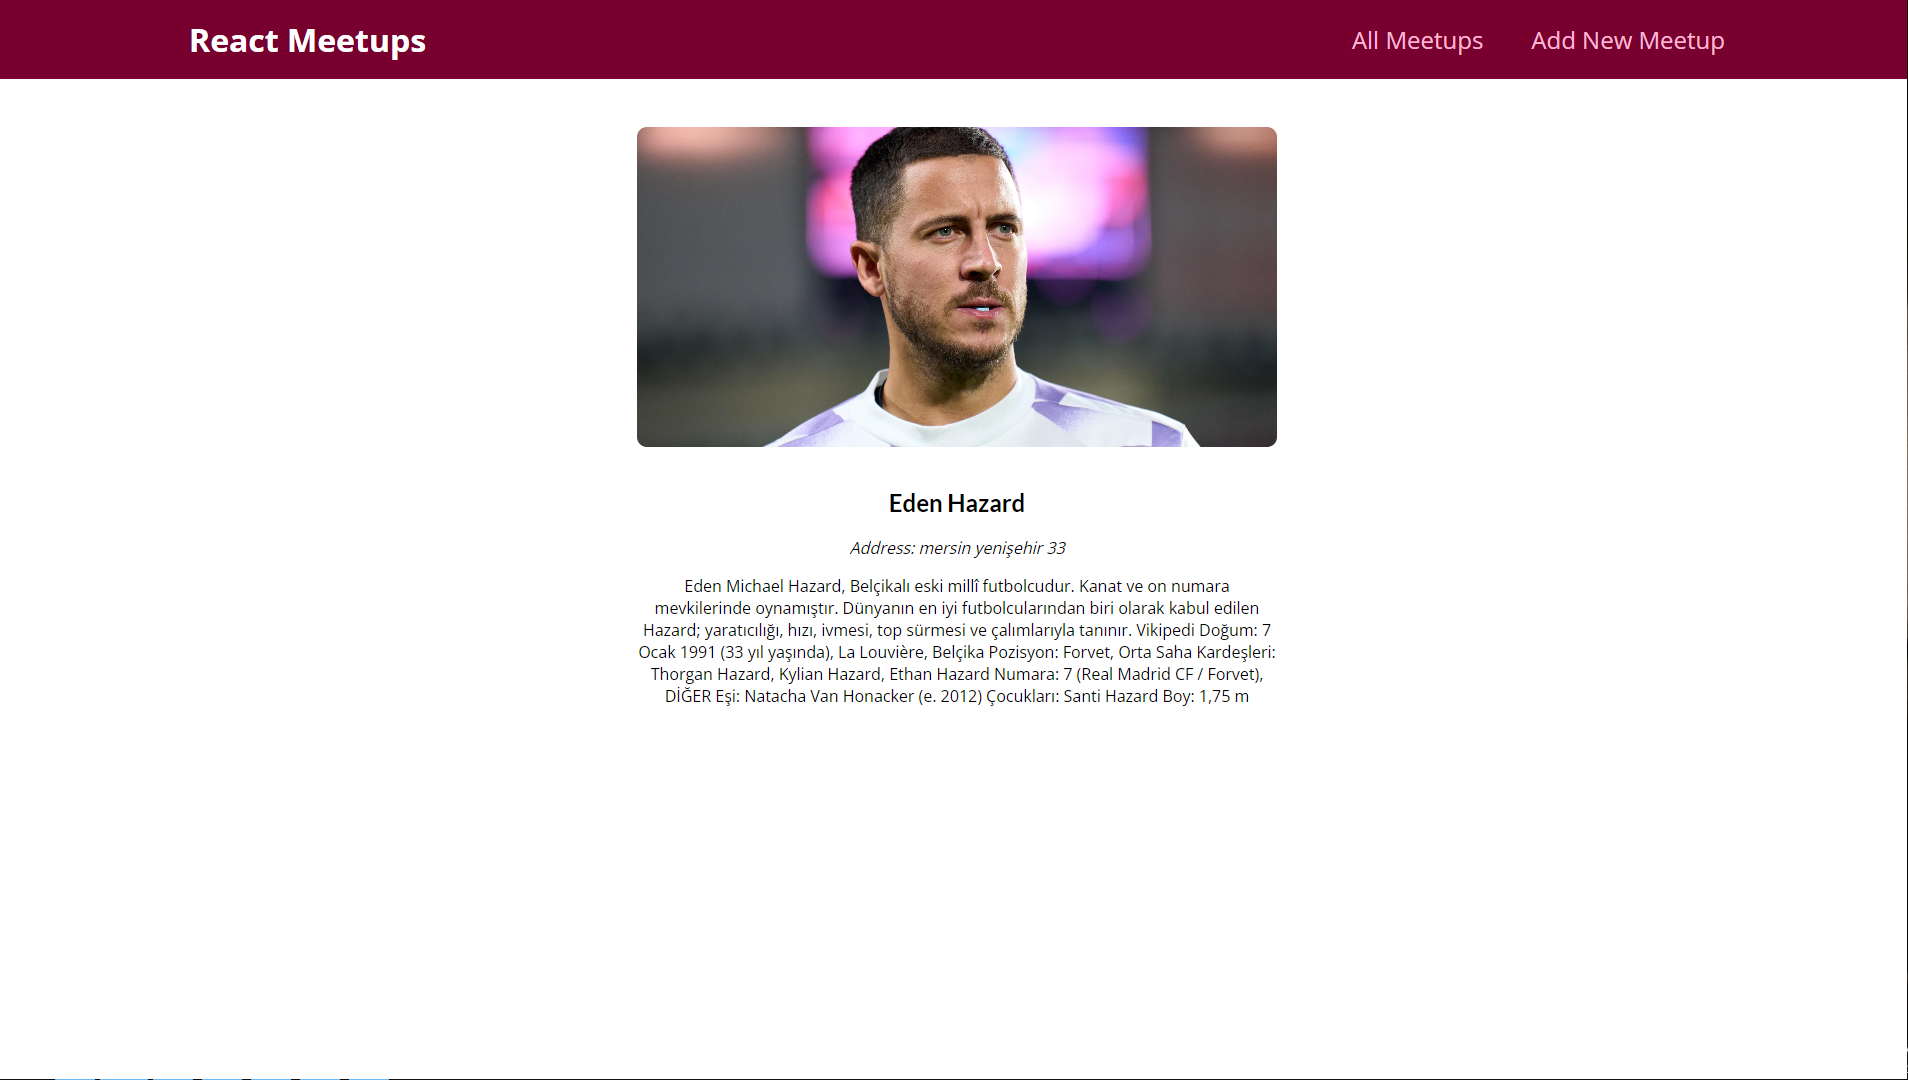 React Meetups
All Meetups
Add New Meetup
Eden Hazard
Address: mersin yenişehir 33
Eden Michael Hazard, Belçikalı eski millî futbolcudur. Kanat ve on numara
mevkilerinde oynamıştır. Dünyanın en iyi futbolcularından biri olarak kabul edilen
Hazard; yaratıcılığı, hızı, ivmesi, top sürmesi ve çalımlarıyla tanınır. Vikipedi Doğum: 7
Ocak 1991 (33 yıl yaşında), La Louvière, Belçika Pozisyon: Forvet, Orta Saha Kardeşleri:
Thorgan Hazard, Kylian Hazard, Ethan Hazard Numara: 7 (Real Madrid CF / Forvet),
DİĞER Eşi: Natacha Van Honacker (e. 2012) Çocukları: Santi Hazard Boy: 1,75 m